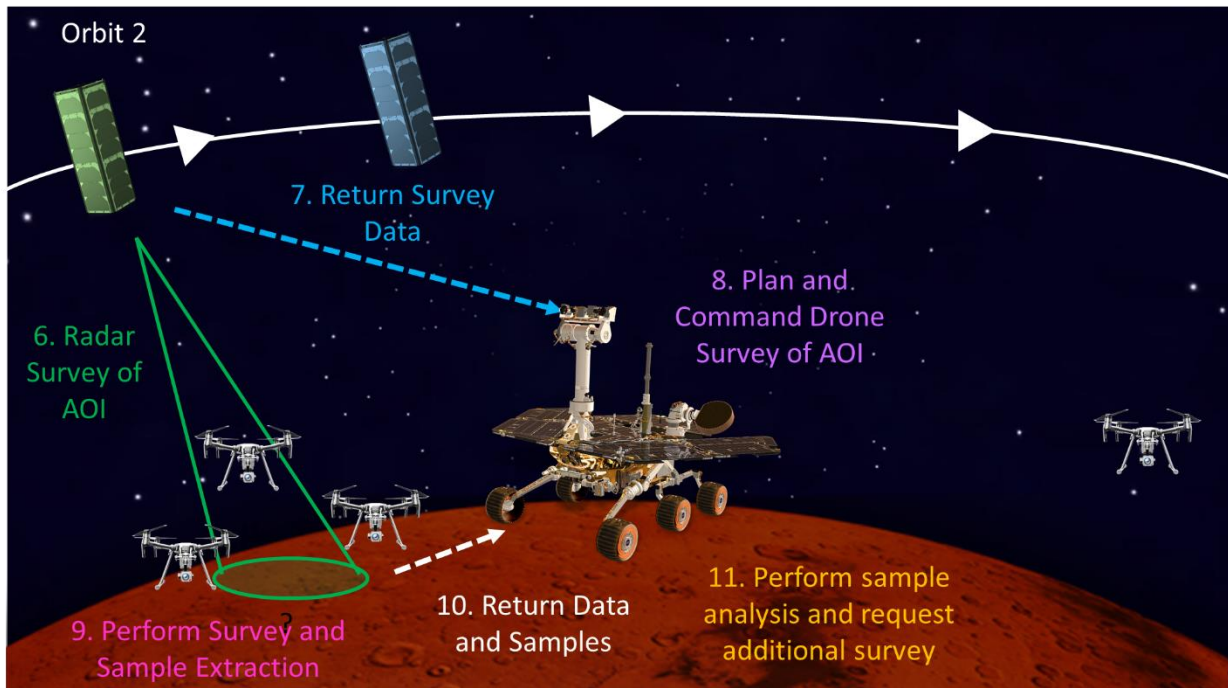 Orbit 2
7. Return Survey
Data
8. Plan and
Command Drone
Survey of AOI
6. Radar
Survey of
AOI
?
9. Perform Survey and
Sample Extraction
10. Return Data
and Samples
11. Perform sample
analysis and request
additional survey